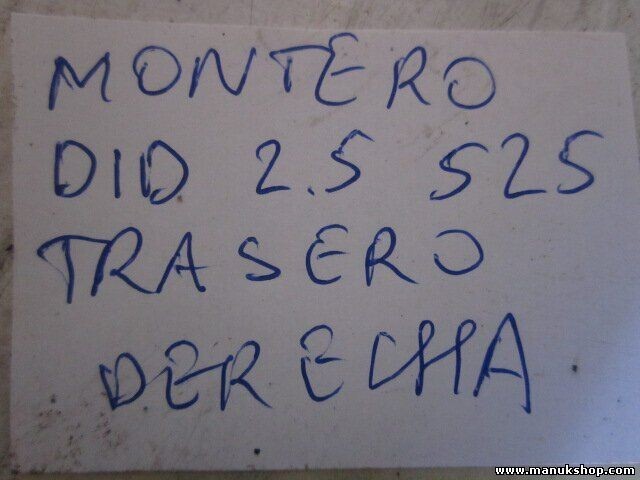 MONTERO
DID 2.5 525
TRASERO
DERECHA
www.manukshop.com